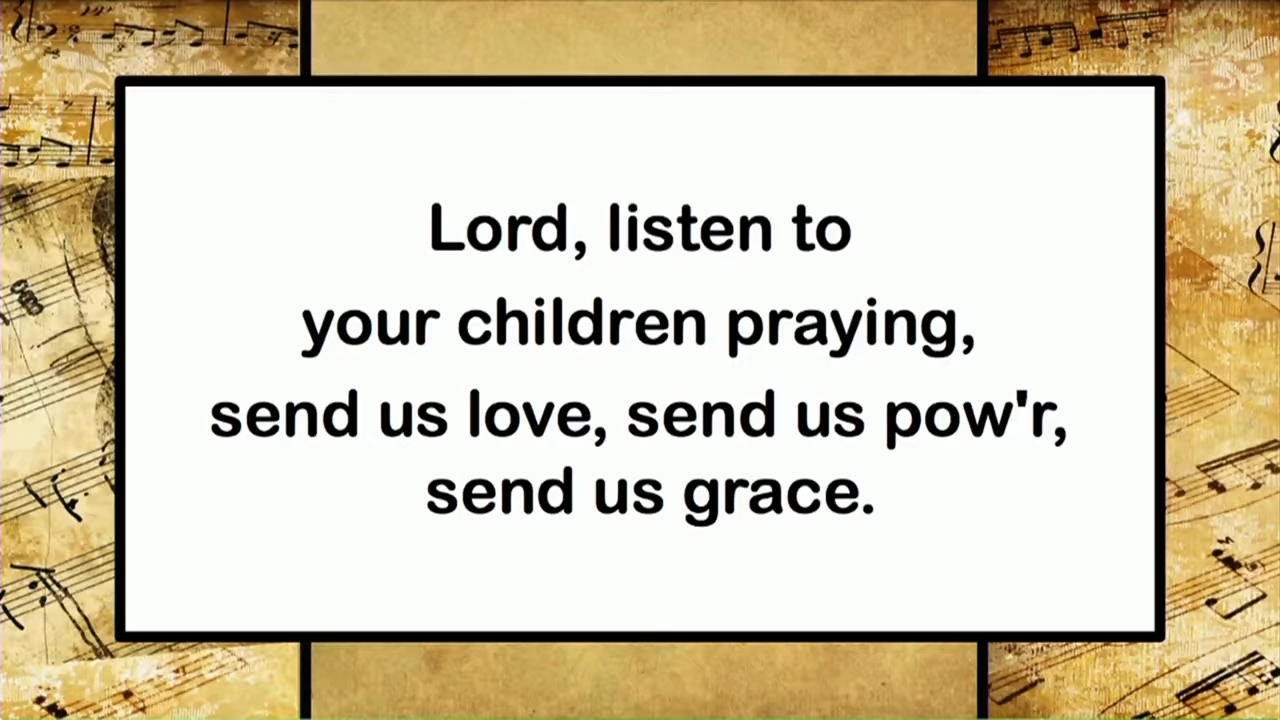 Lord, listen to
your children praying,
send us love, send us pow'r,
send us grace.